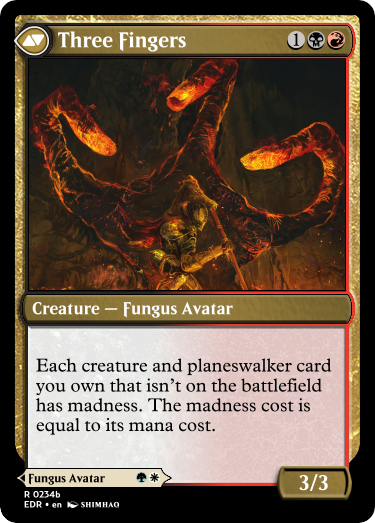 Three Fingers 1
Creature — Fungus Avatar
Each creature and planeswalker card
you own that isn't on the battlefield
has madness. The madness cost is
equal to its mana cost.
Fungus Avatar
3/3
R 0234b
EDR • en SHIMHAO